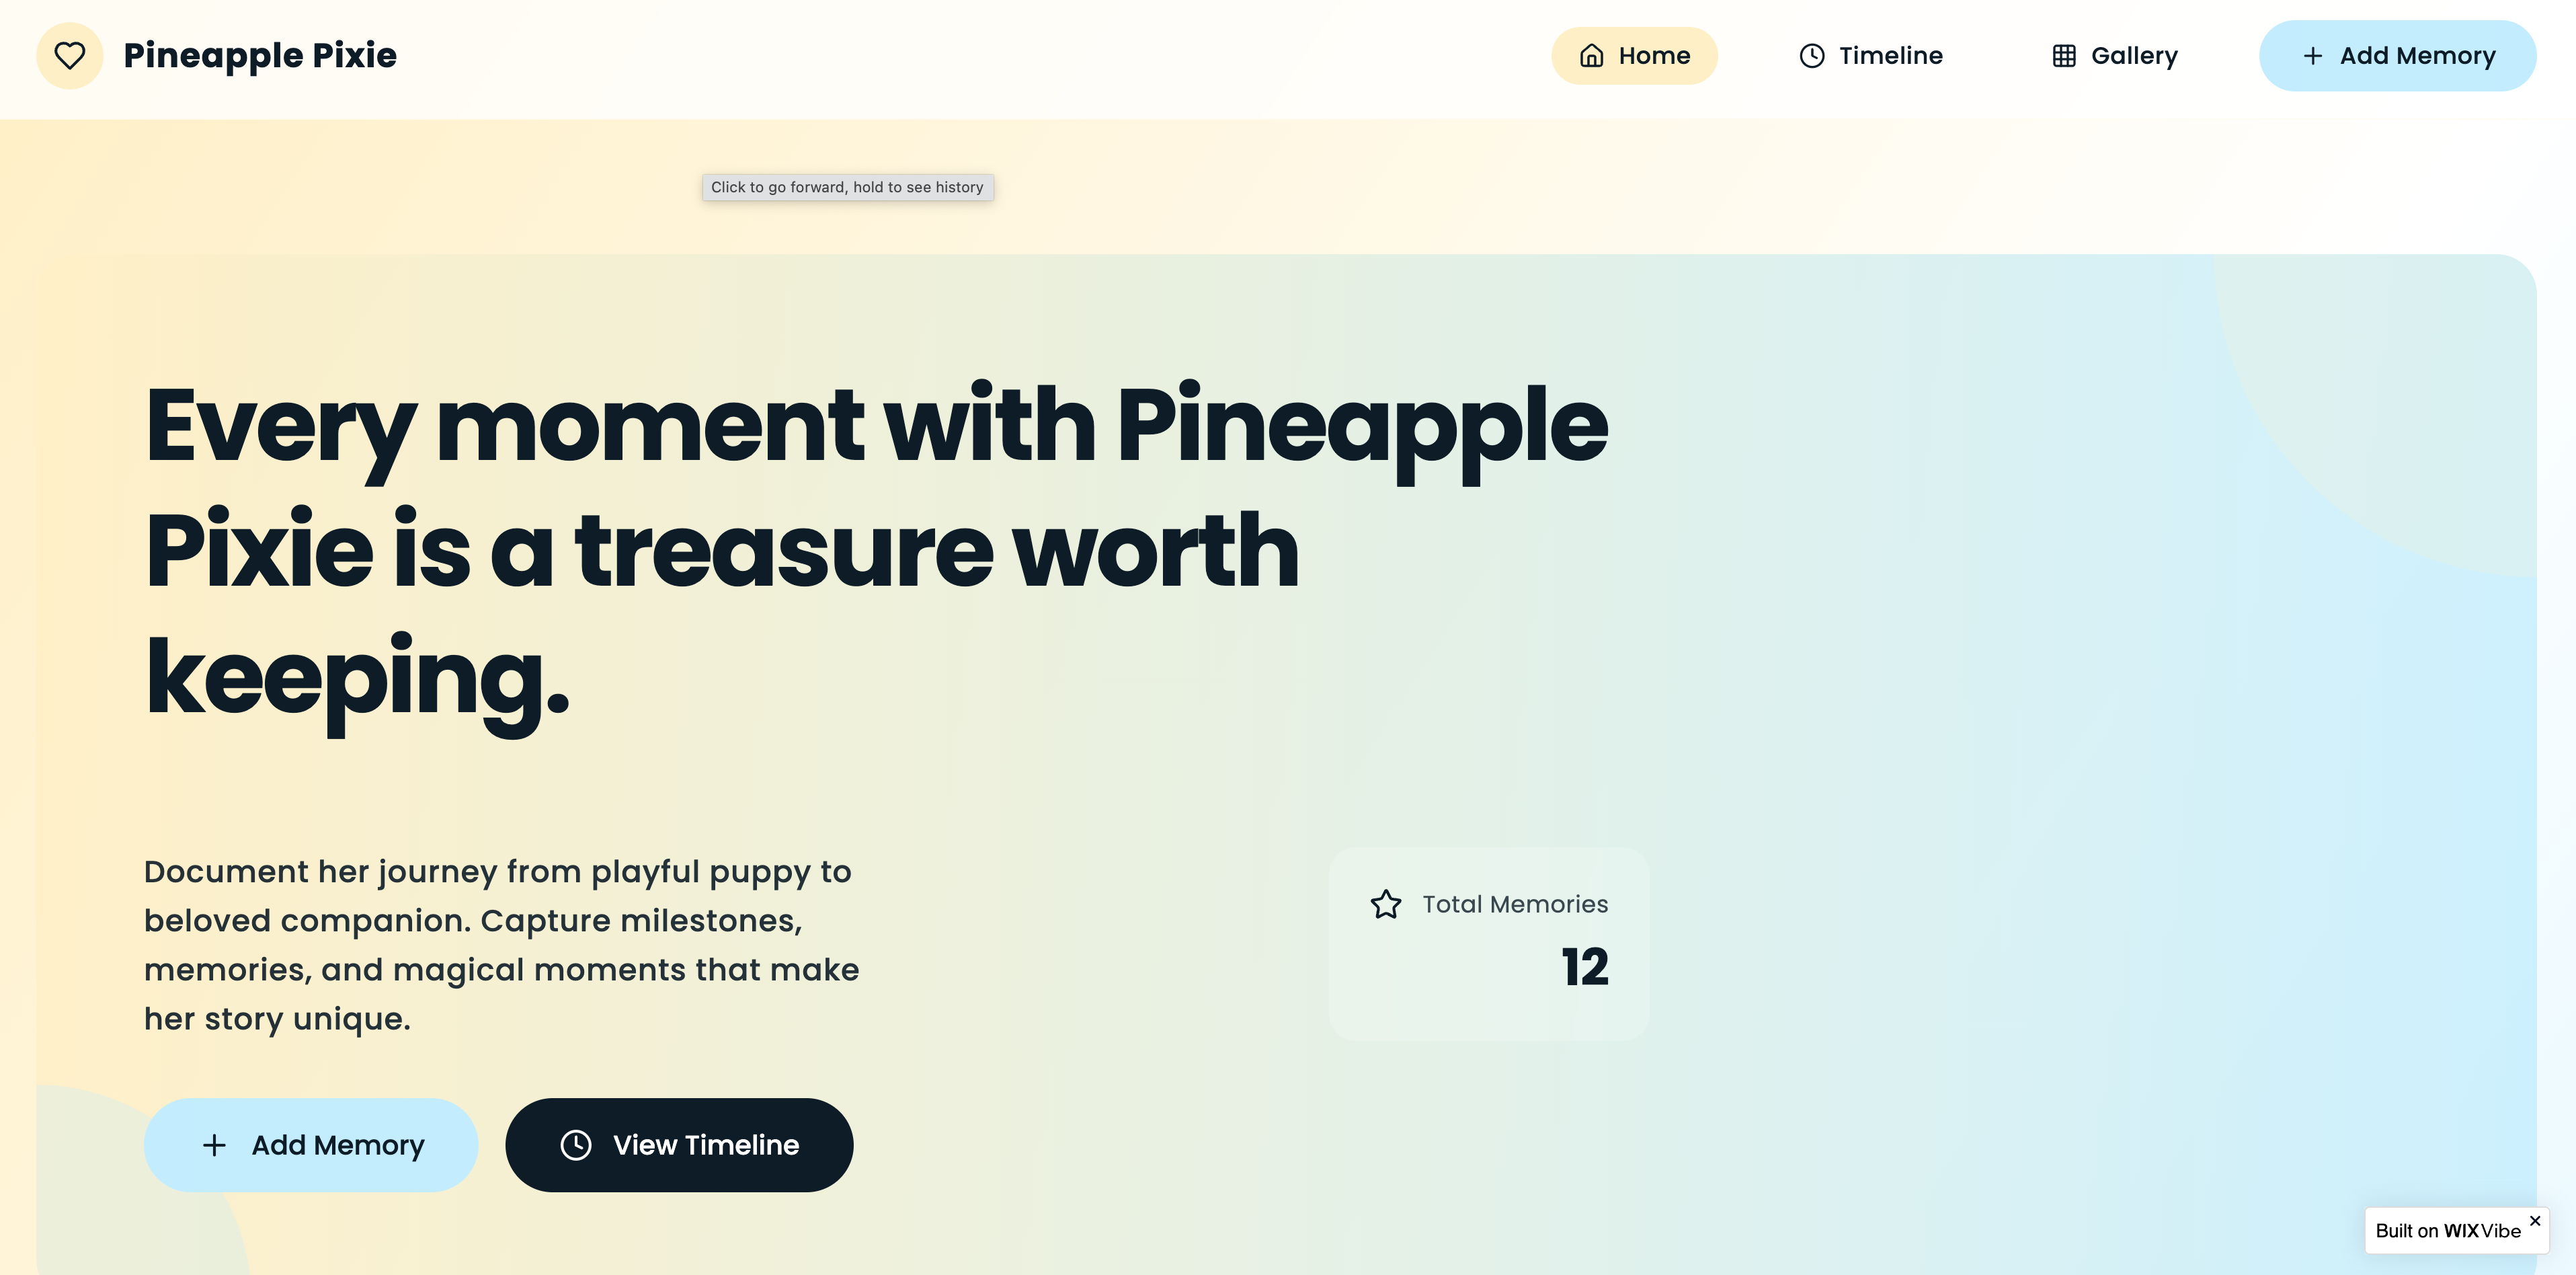 Pineapple Pixie
Home
Timeline
Gallery
Add Memory
Click to go forward, hold to see history
Every moment with Pineapple
Pixie is a treasure worth
keeping.
Document her journey from playful puppy to
beloved companion. Capture milestones,
memories, and magical moments that make
her story unique.
Total Memories
12
Add Memory
View Timeline
Built on WIX Vibe